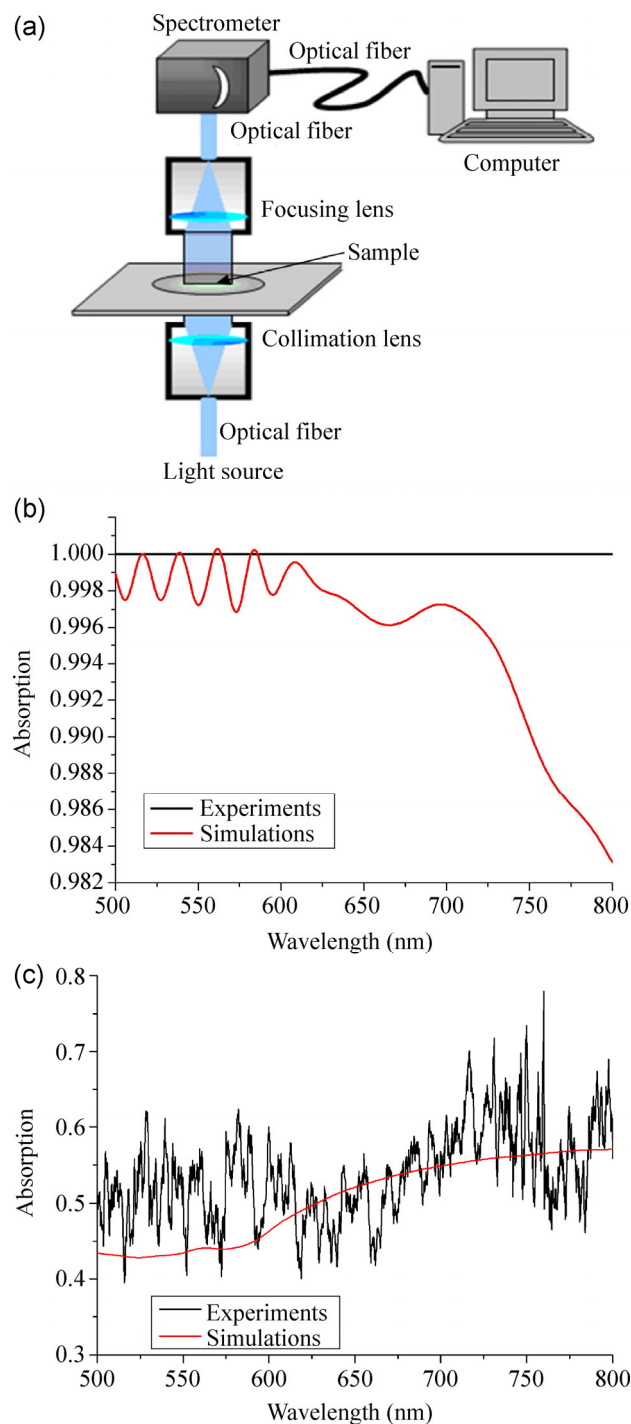 (a)
Spectrometer
Optical fiber
Optical fiber
Computer
Focusing lens
Sample
Collimation lens
Optical fiber
Light source
(b)
1.000
0.998
0.996
0.994
0.992
0.990
0.988
0.986
0.984
0.982
Absorption
Experiments
Simulations
500 550 600 650 700 750 800
Wavelength (nm)
(c)
0.8
0.7
0.6
0.5
0.4
0.3
Absorption
Experiments
Simulations
500 550 600 650 700 750 800
Wavelength (nm)